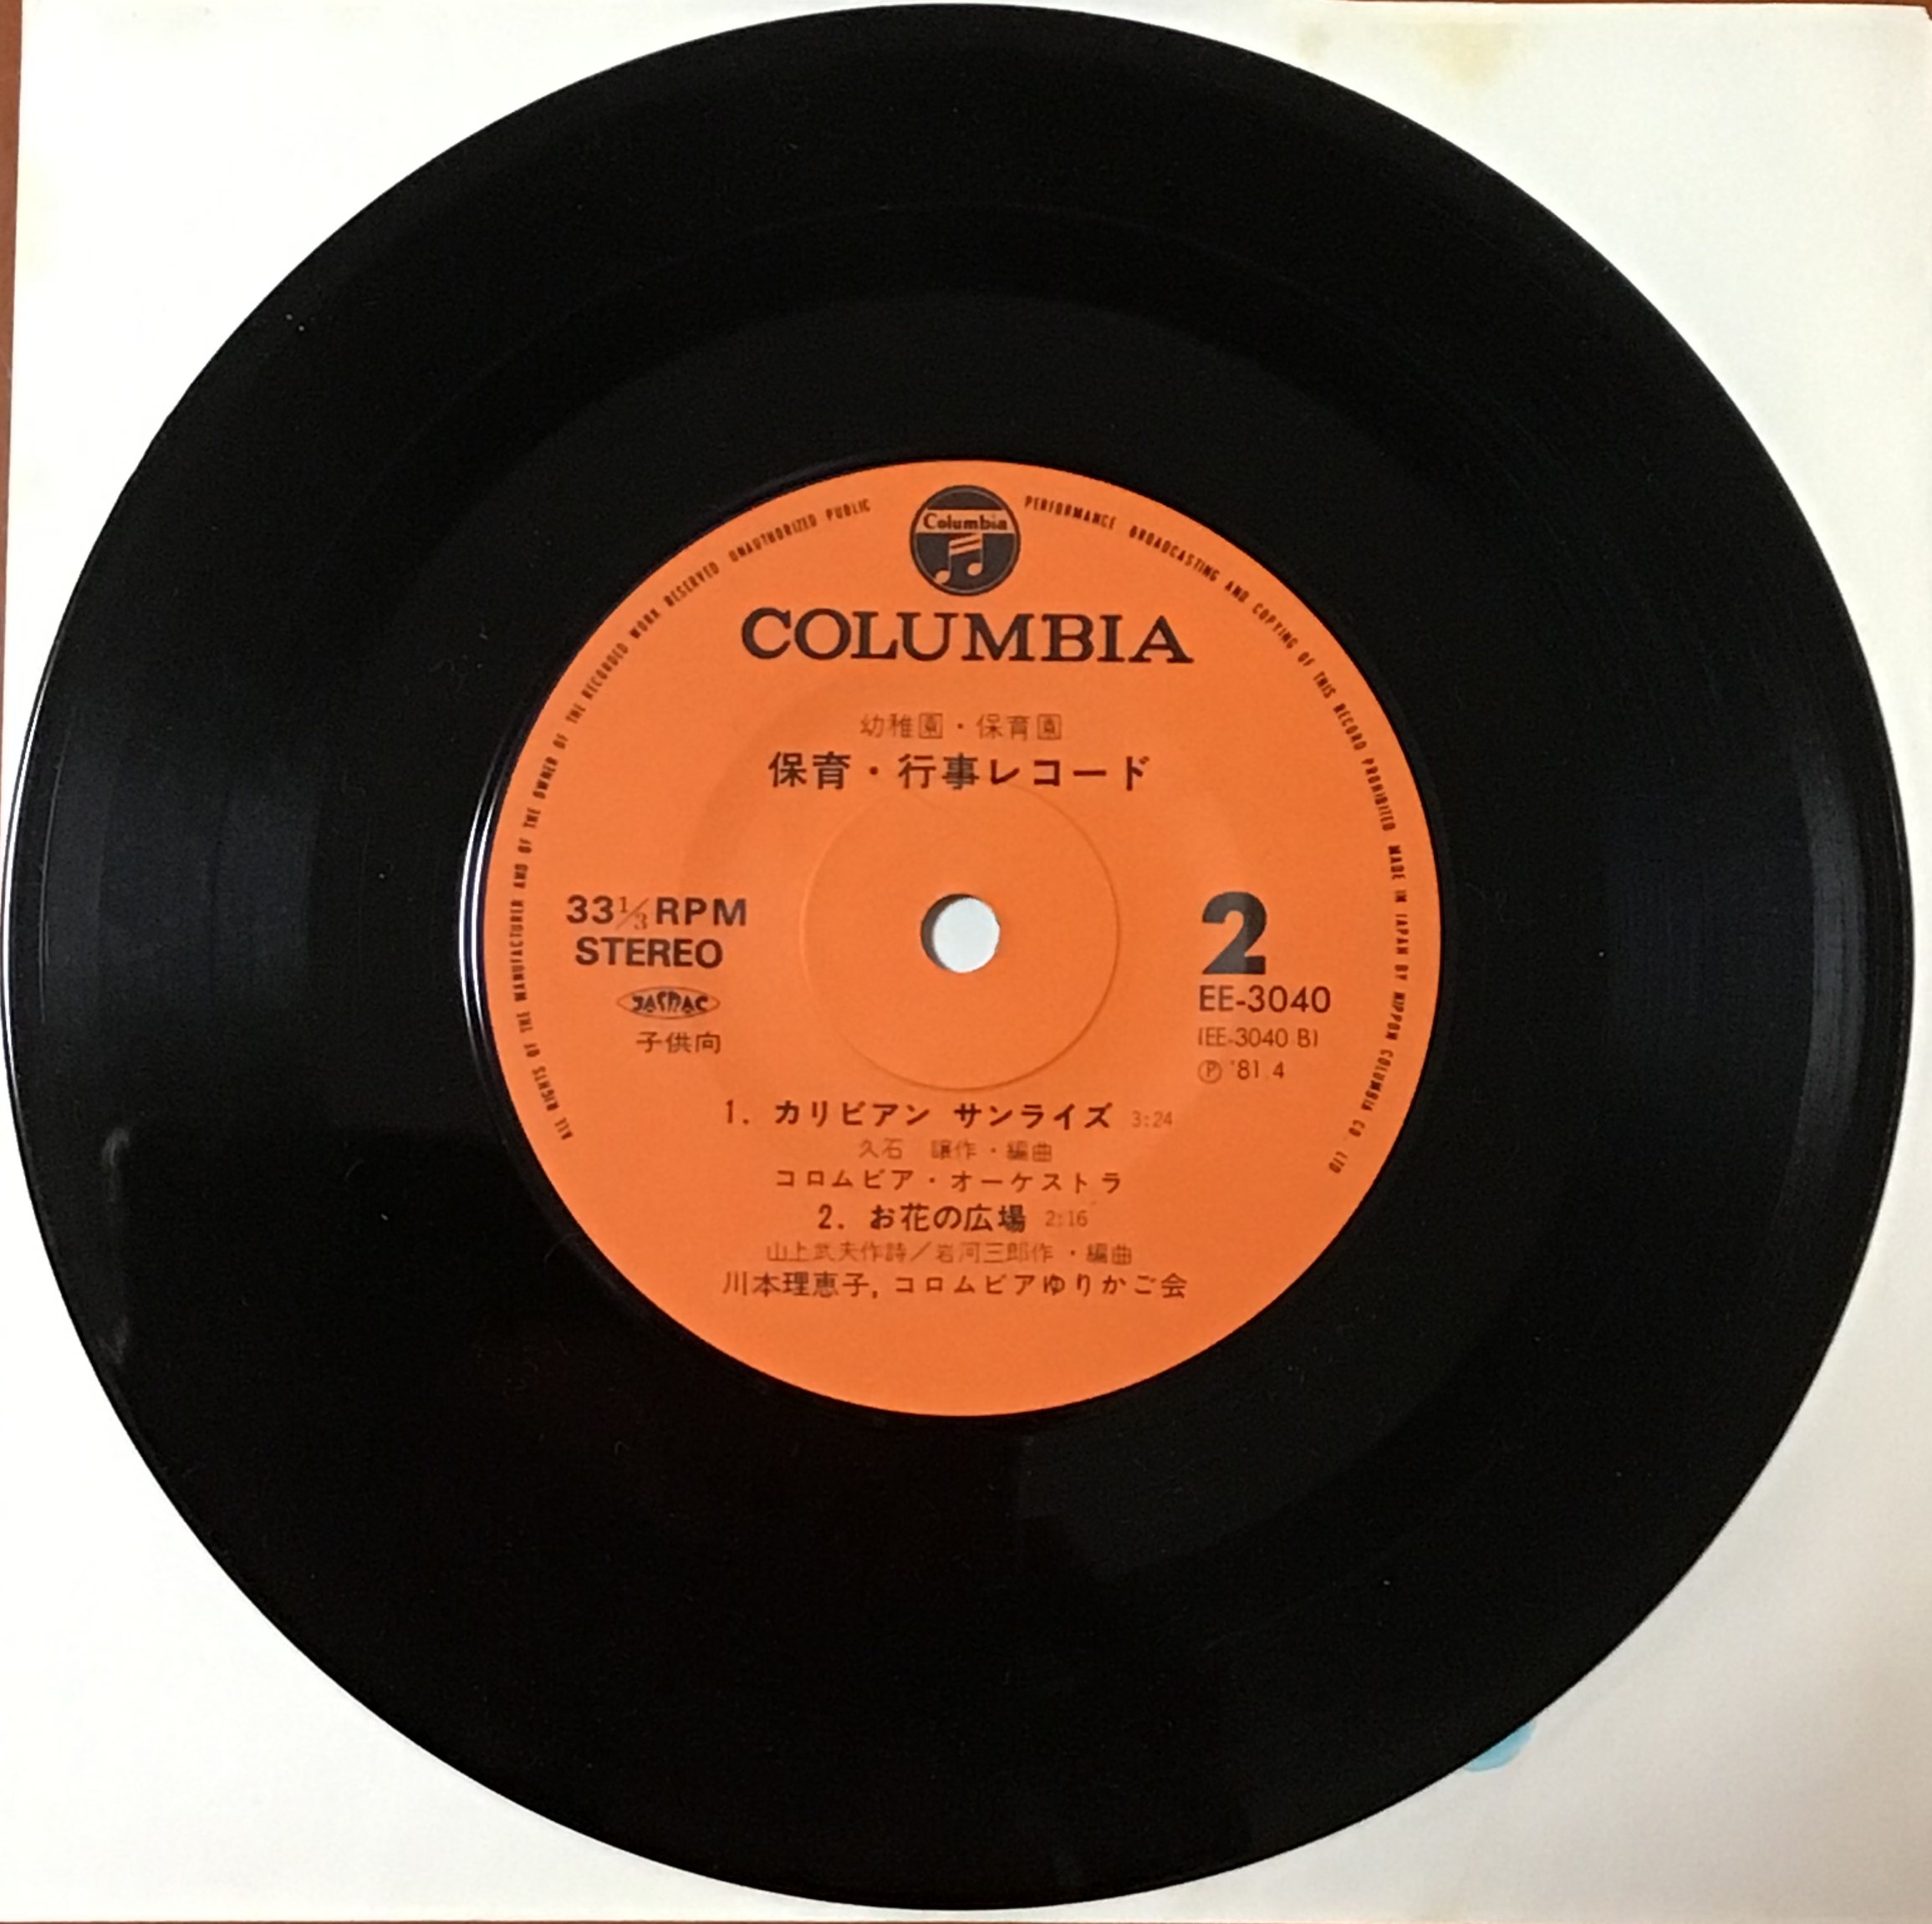 ALL RIGHTS OF THE MANUFACTURER AND OF THE OWNER OF THE RECORDED WORK RESERVED UNAUTHORIZED PUBLIC PERFORMANCE BROADCASTING AND COPYING OF THIS RECORD PROHIBITED MADE IN JAPAN BY NIPPON COLUMBIA CO. LTD
Columbia
COLUMBIA
幼稚園・保育園
保育・行事レコード
33 1/3 RPM
STEREO
JASRAC
子供向
2
EE-3040
(EE-3040 B)
Ⓟ '81.4
1. カリビアン サンライズ 3:24
久石 譲作・編曲
コロムビア・オーケストラ
2. お花の広場 2:16
山上武夫作詩/岩河三郎作・編曲
川本理恵子, コロムビアゆりかご会